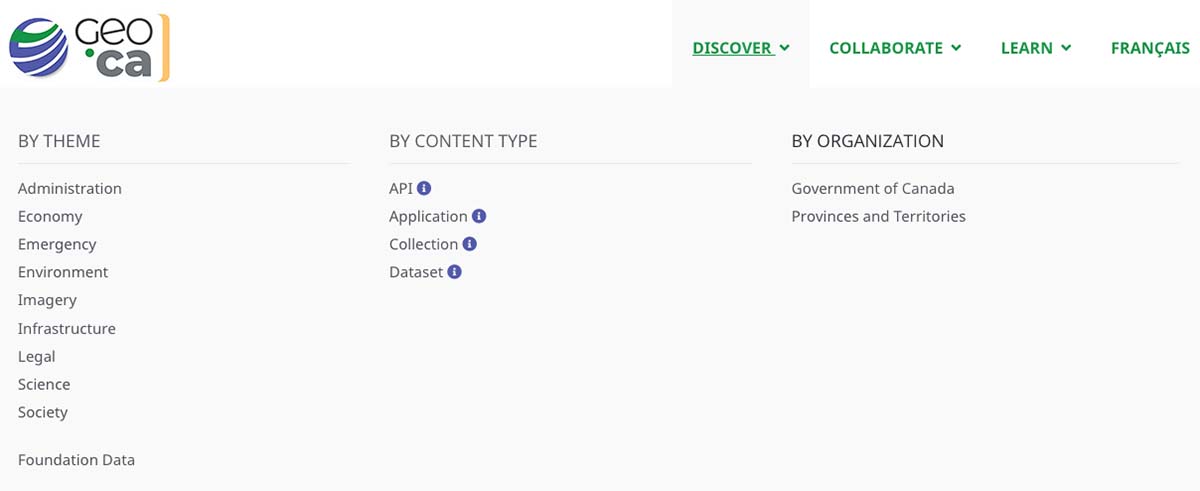 GEO
.ca
DISCOVER
COLLABORATE
LEARN
FRANÇAIS
BY THEME
Administration
Economy
Emergency
Environment
Imagery
Infrastructure
Legal
Science
Society
Foundation Data
BY CONTENT TYPE
API
Application
Collection
Dataset
BY ORGANIZATION
Government of Canada
Provinces and Territories